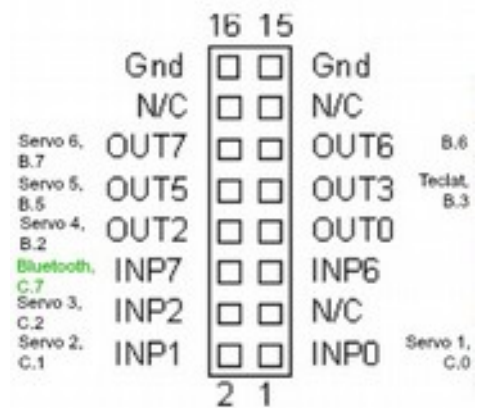 16 15
Gnd Gnd
N/C N/C
Servo 6, B.7 OUT7 OUT6 B.6
Servo 5, B.5 OUT5 OUT3 Teclat, B.3
Servo 4, B.2 OUT2 OUT0
Bluetooth, C.7 INP7 INP6
Servo 3, C.2 INP2 N/C
Servo 2, C.1 INP1 INP0 Servo 1, C.0
2 1